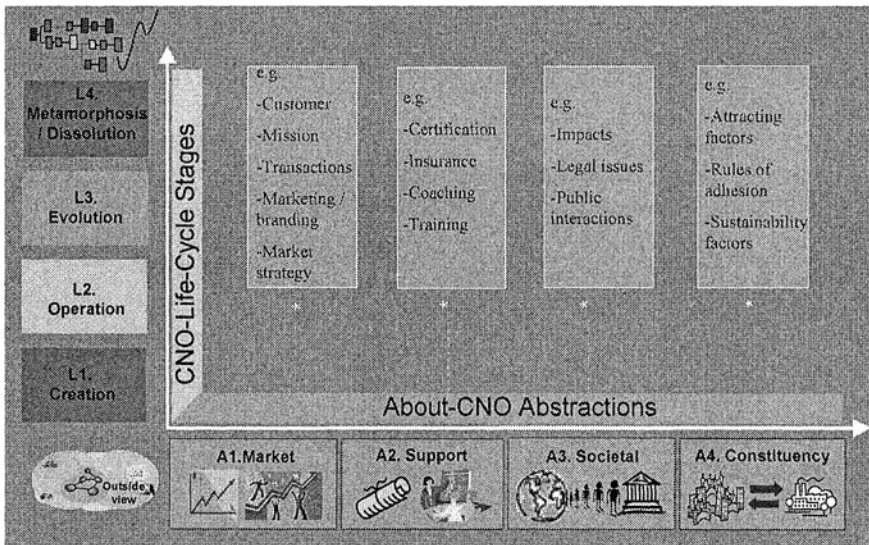 L4.
Metamorphosis
/ Dissolution
L3.
Evolution
L2.
Operation
L1.
Creation
CNO-Life-Cycle Stages
e.g.
-Customer
-Mission
-Transactions
-Marketing /
branding
-Market
strategy
*
e.g.
-Certification
-Insurance
-Coaching
-Training
*
e.g.
-Impacts
-Legal issues
-Public
interactions
*
e.g.
-Attracting
factors
-Rules of
adhesion
-Sustainability
factors
*
About-CNO Abstractions
Outside
view
A1.Market
A2. Support
A3. Societal
A4. Constituency